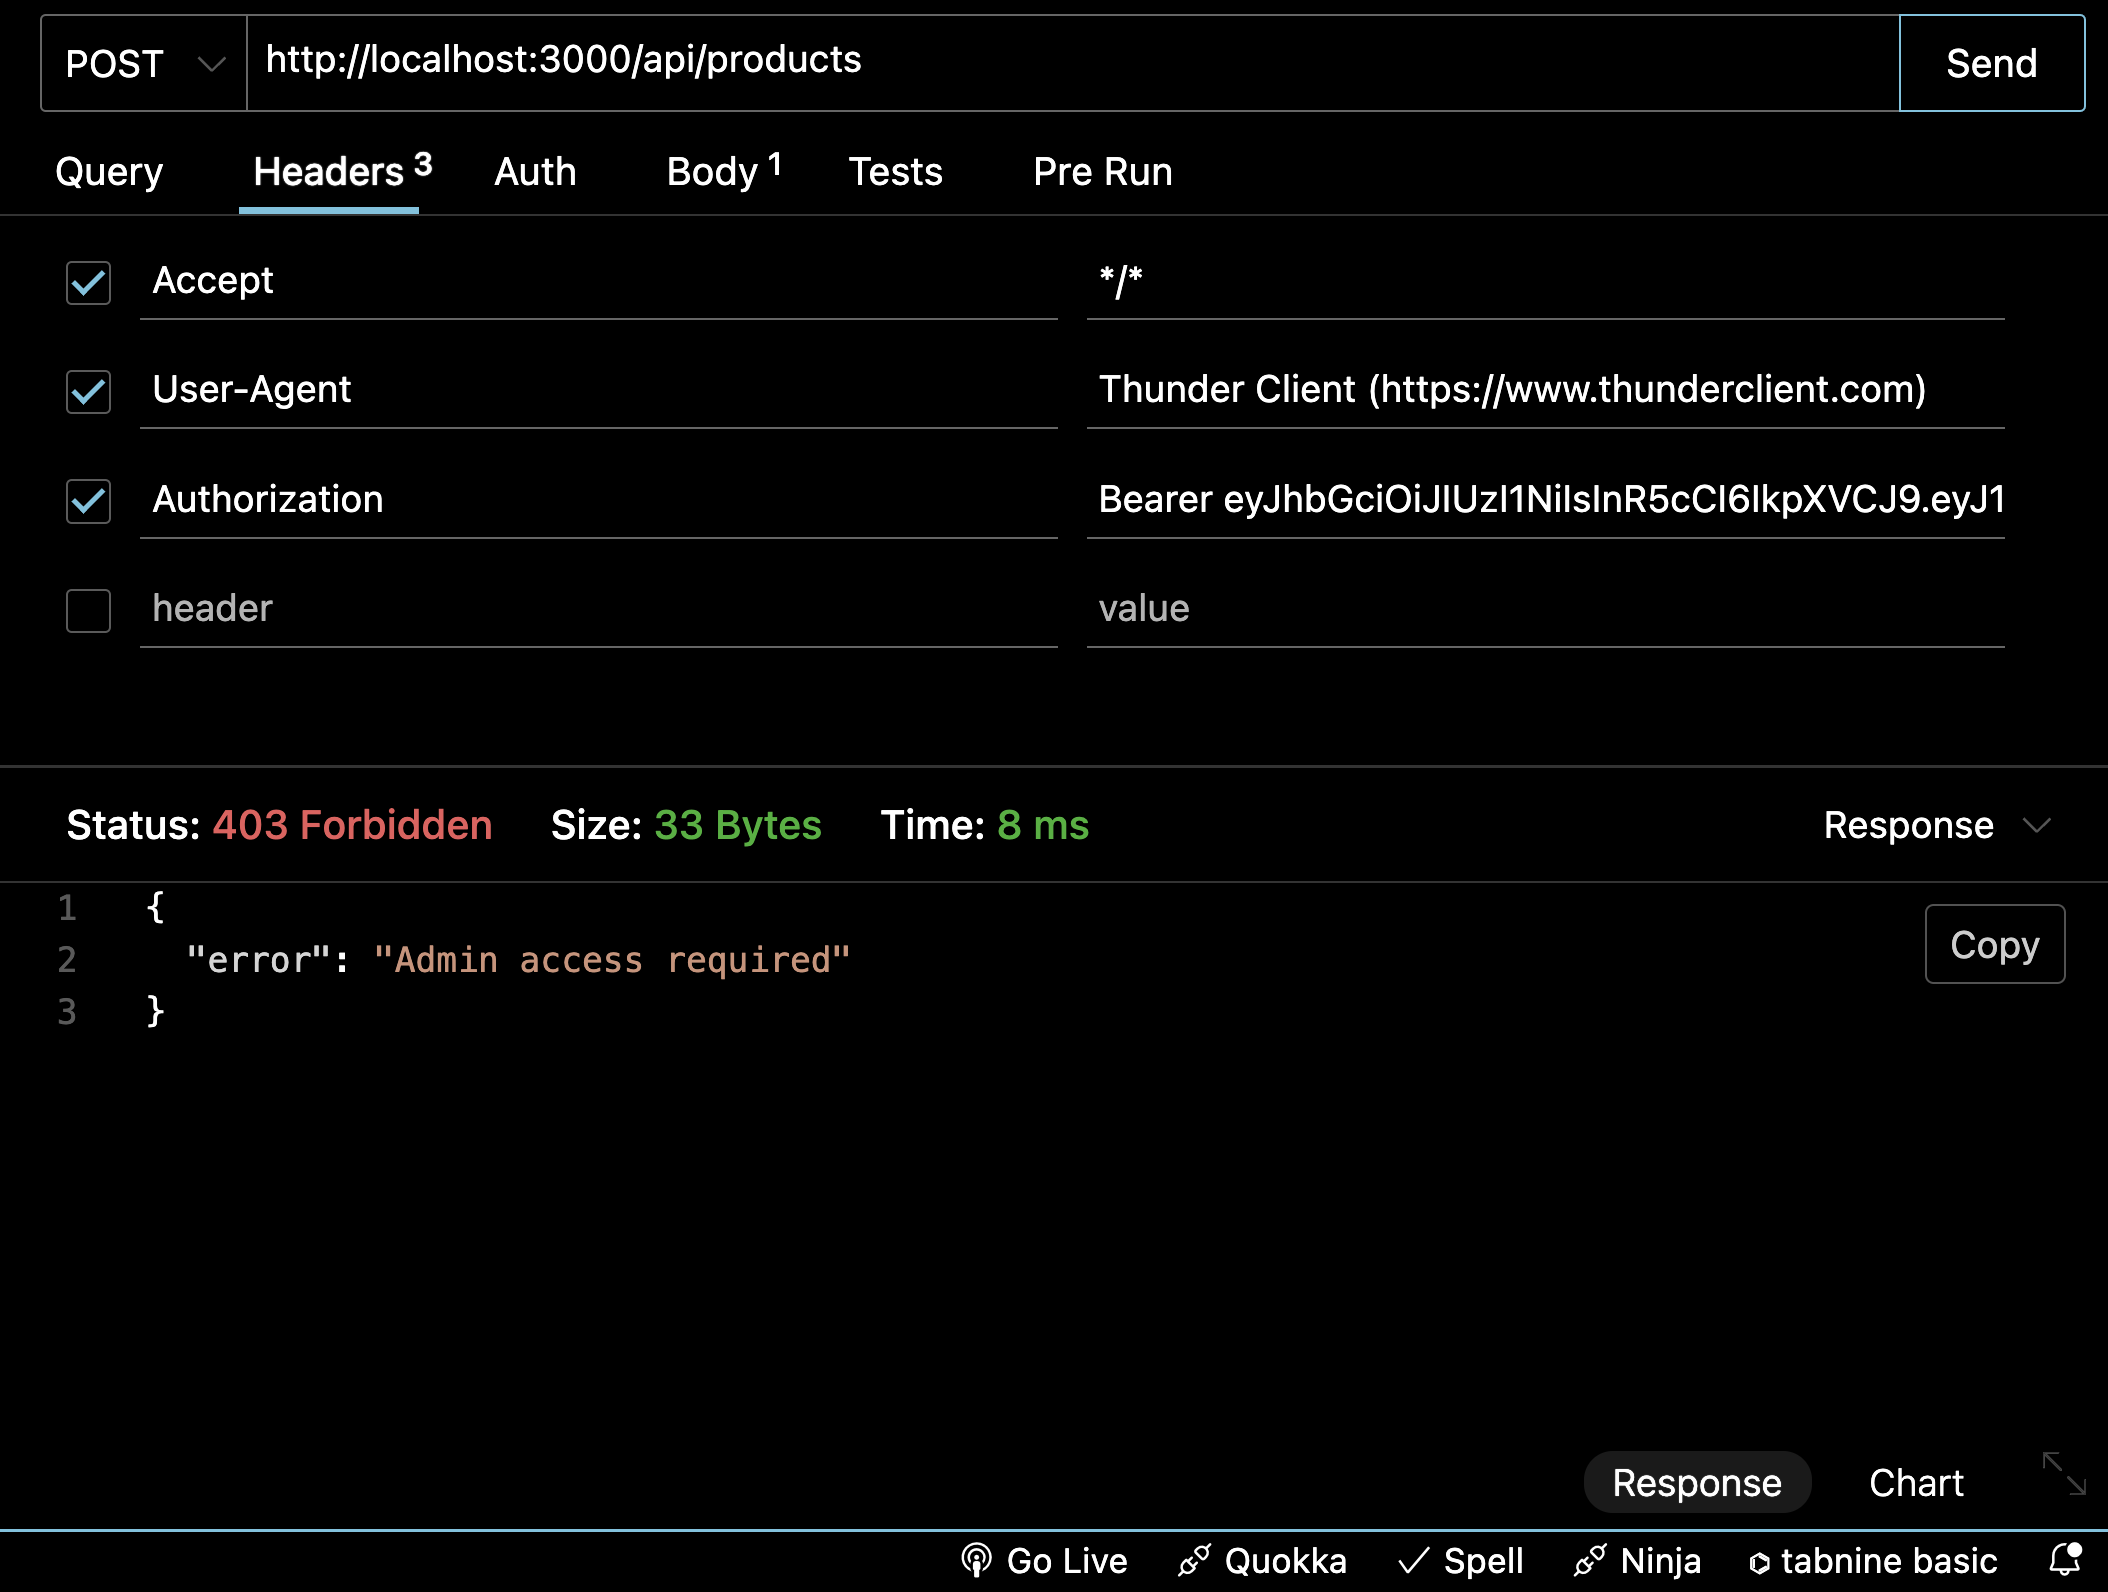 POST http://localhost:3000/api/products Send
Query Headers 3 Auth Body 1 Tests Pre Run
Accept */*
User-Agent Thunder Client (https://www.thunderclient.com)
Authorization Bearer eyJhbGciOiJIUzI1NiIsInR5cCI6IkpXVCJ9.eyJ1
header value
Status: 403 Forbidden Size: 33 Bytes Time: 8 ms Response
1 {
2 "error": "Admin access required"
3 }
Copy
Response Chart
Go Live Quokka Spell Ninja tabnine basic